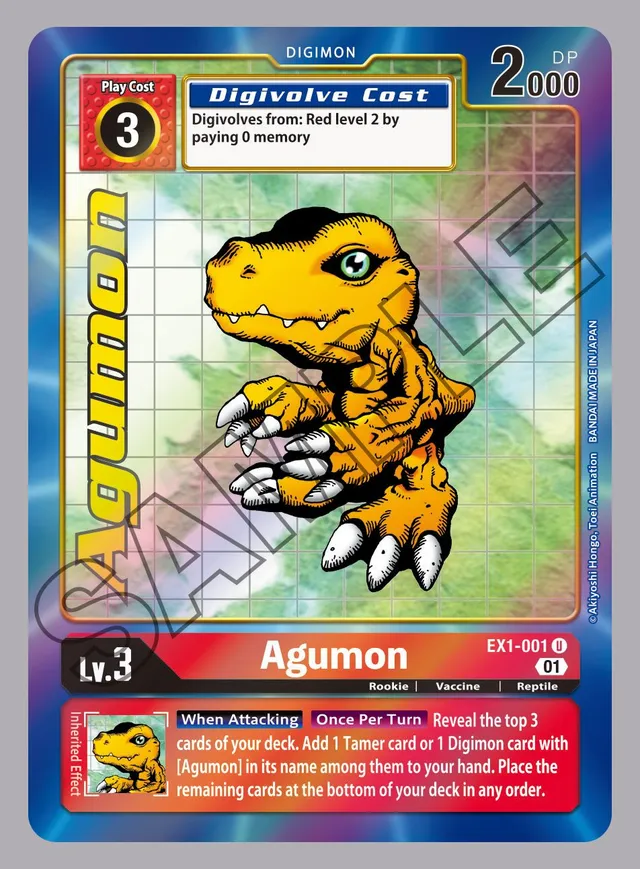 DIGIMON
DP
2000
Play Cost
3
Digivolve Cost
Digivolves from: Red level 2 by
paying 0 memory
Agumon
SAMPLE
©Akiyoshi Hongo, Toei Animation BANDAI MADE IN JAPAN
Lv.3
Agumon
EX1-001 U
01
Rookie | Vaccine | Reptile
Inherited Effect
When Attacking Once Per Turn Reveal the top 3
cards of your deck. Add 1 Tamer card or 1 Digimon card with
[Agumon] in its name among them to your hand. Place the
remaining cards at the bottom of your deck in any order.